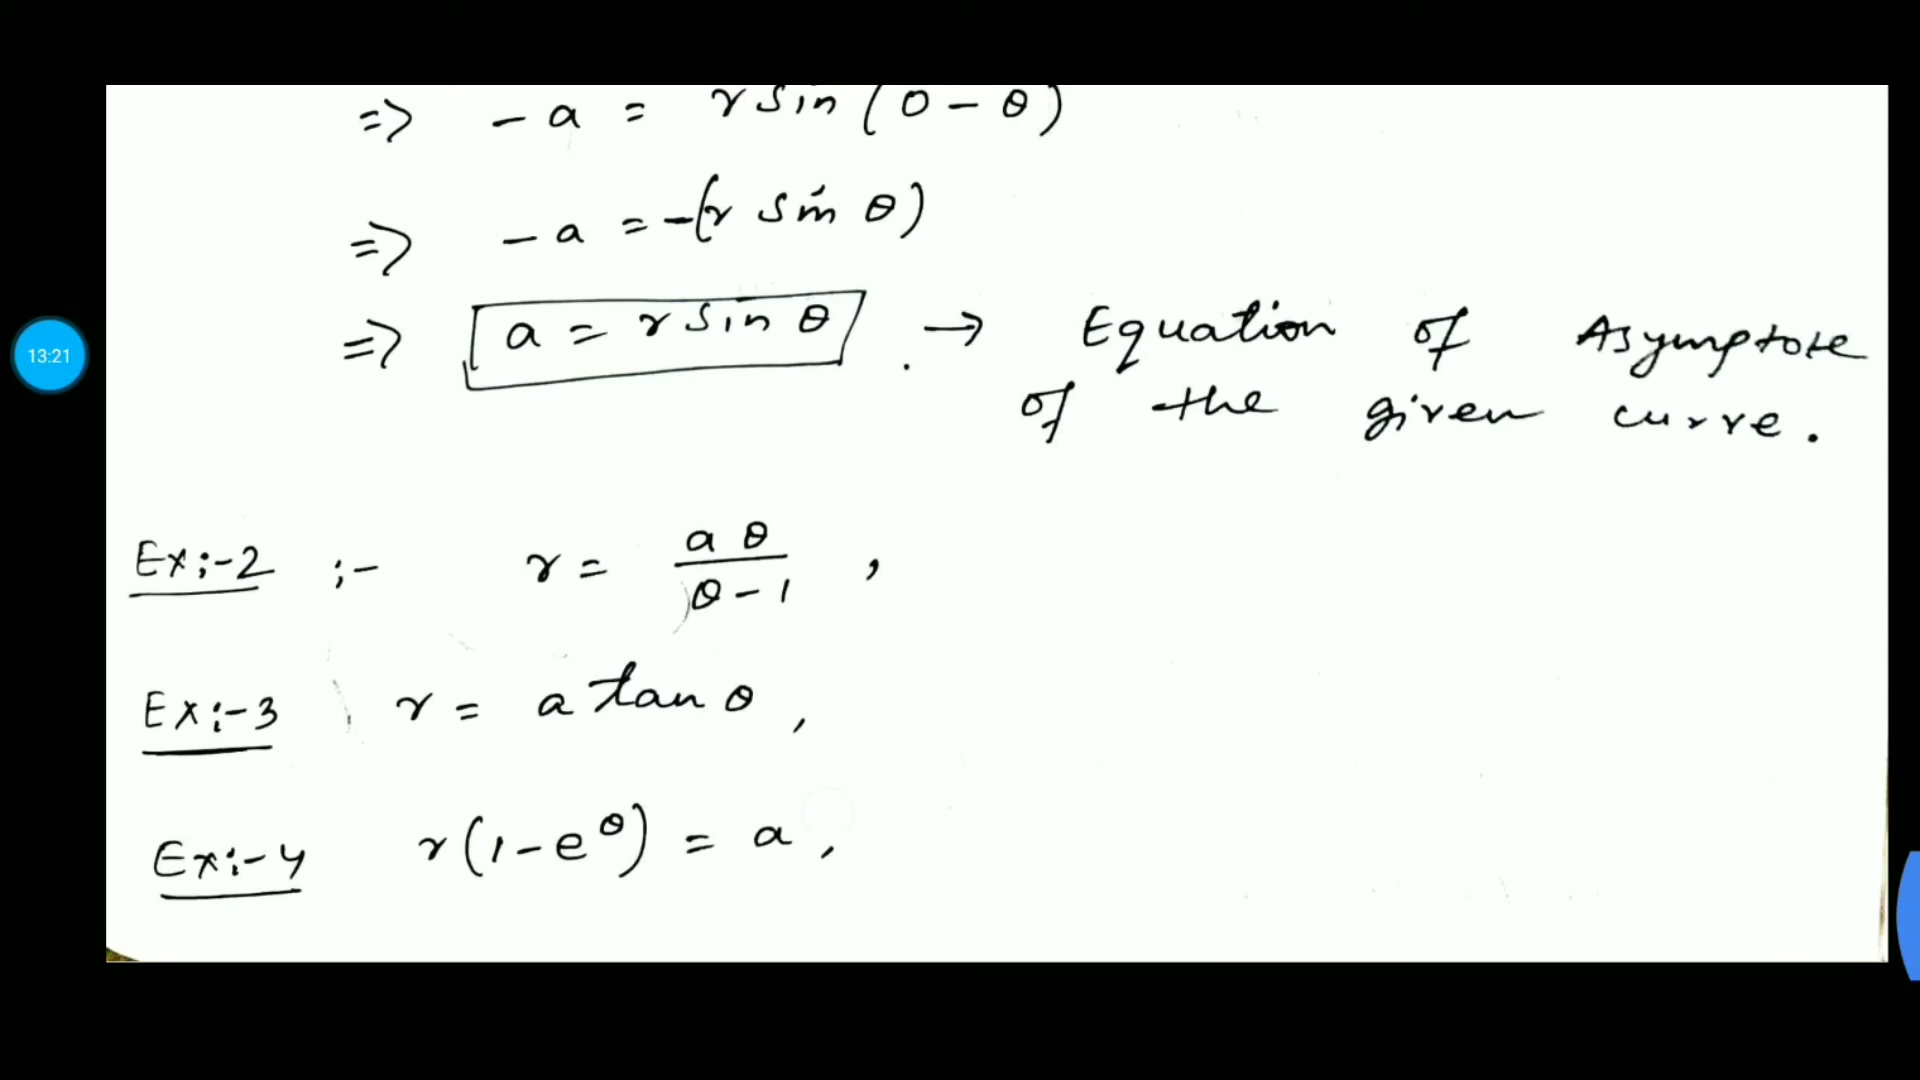 => - a = r sin (0 - θ)
=> - a = -(r sin θ)
13:21
=> a = r sin θ . → Equation of Asymptote
of the given curve.
Ex:-2 :- r = aθ/θ-1 ,
Ex:-3 r = a tan θ ,
Ex:-4 r(1-e^θ) = a ,